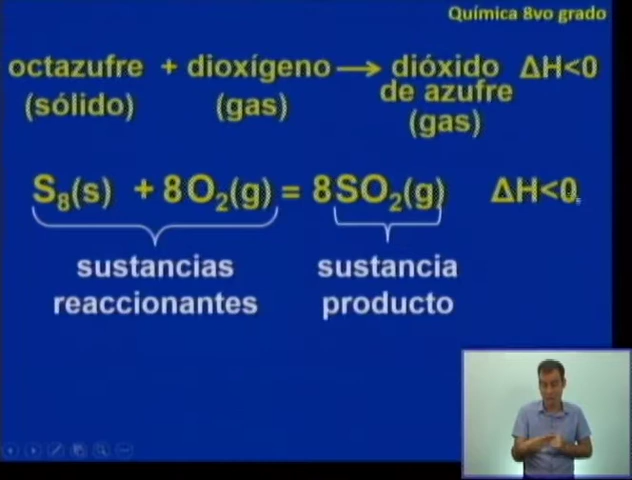 Química 8vo grado
octazufre + dioxígeno → dióxido de azufre ΔH<0
(sólido) (gas) (gas)
S₈(s) + 8O₂(g) = 8SO₂(g) ΔH<0
sustancias reaccionantes
sustancia producto